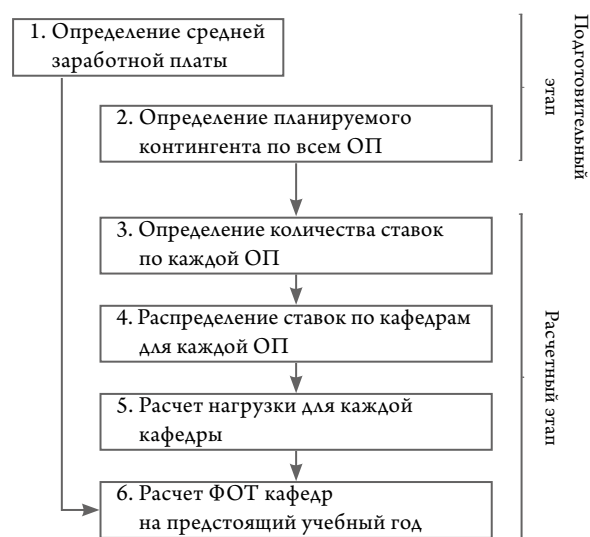 1. Определение средней
заработной платы
2. Определение планируемого
контингента по всем ОП
Подготовительный
этап
3. Определение количества ставок
по каждой ОП
4. Распределение ставок по кафедрам
для каждой ОП
5. Расчет нагрузки для каждой
кафедры
6. Расчет ФОТ кафедр
на предстоящий учебный год
Расчетный этап